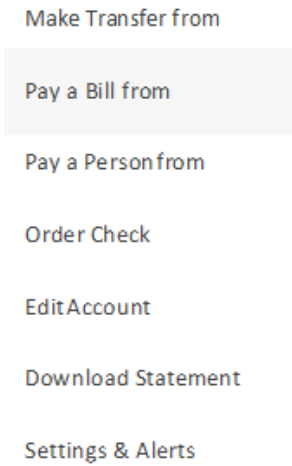 Make Transfer from
Pay a Bill from
Pay a Person from
Order Check
Edit Account
Download Statement
Settings & Alerts